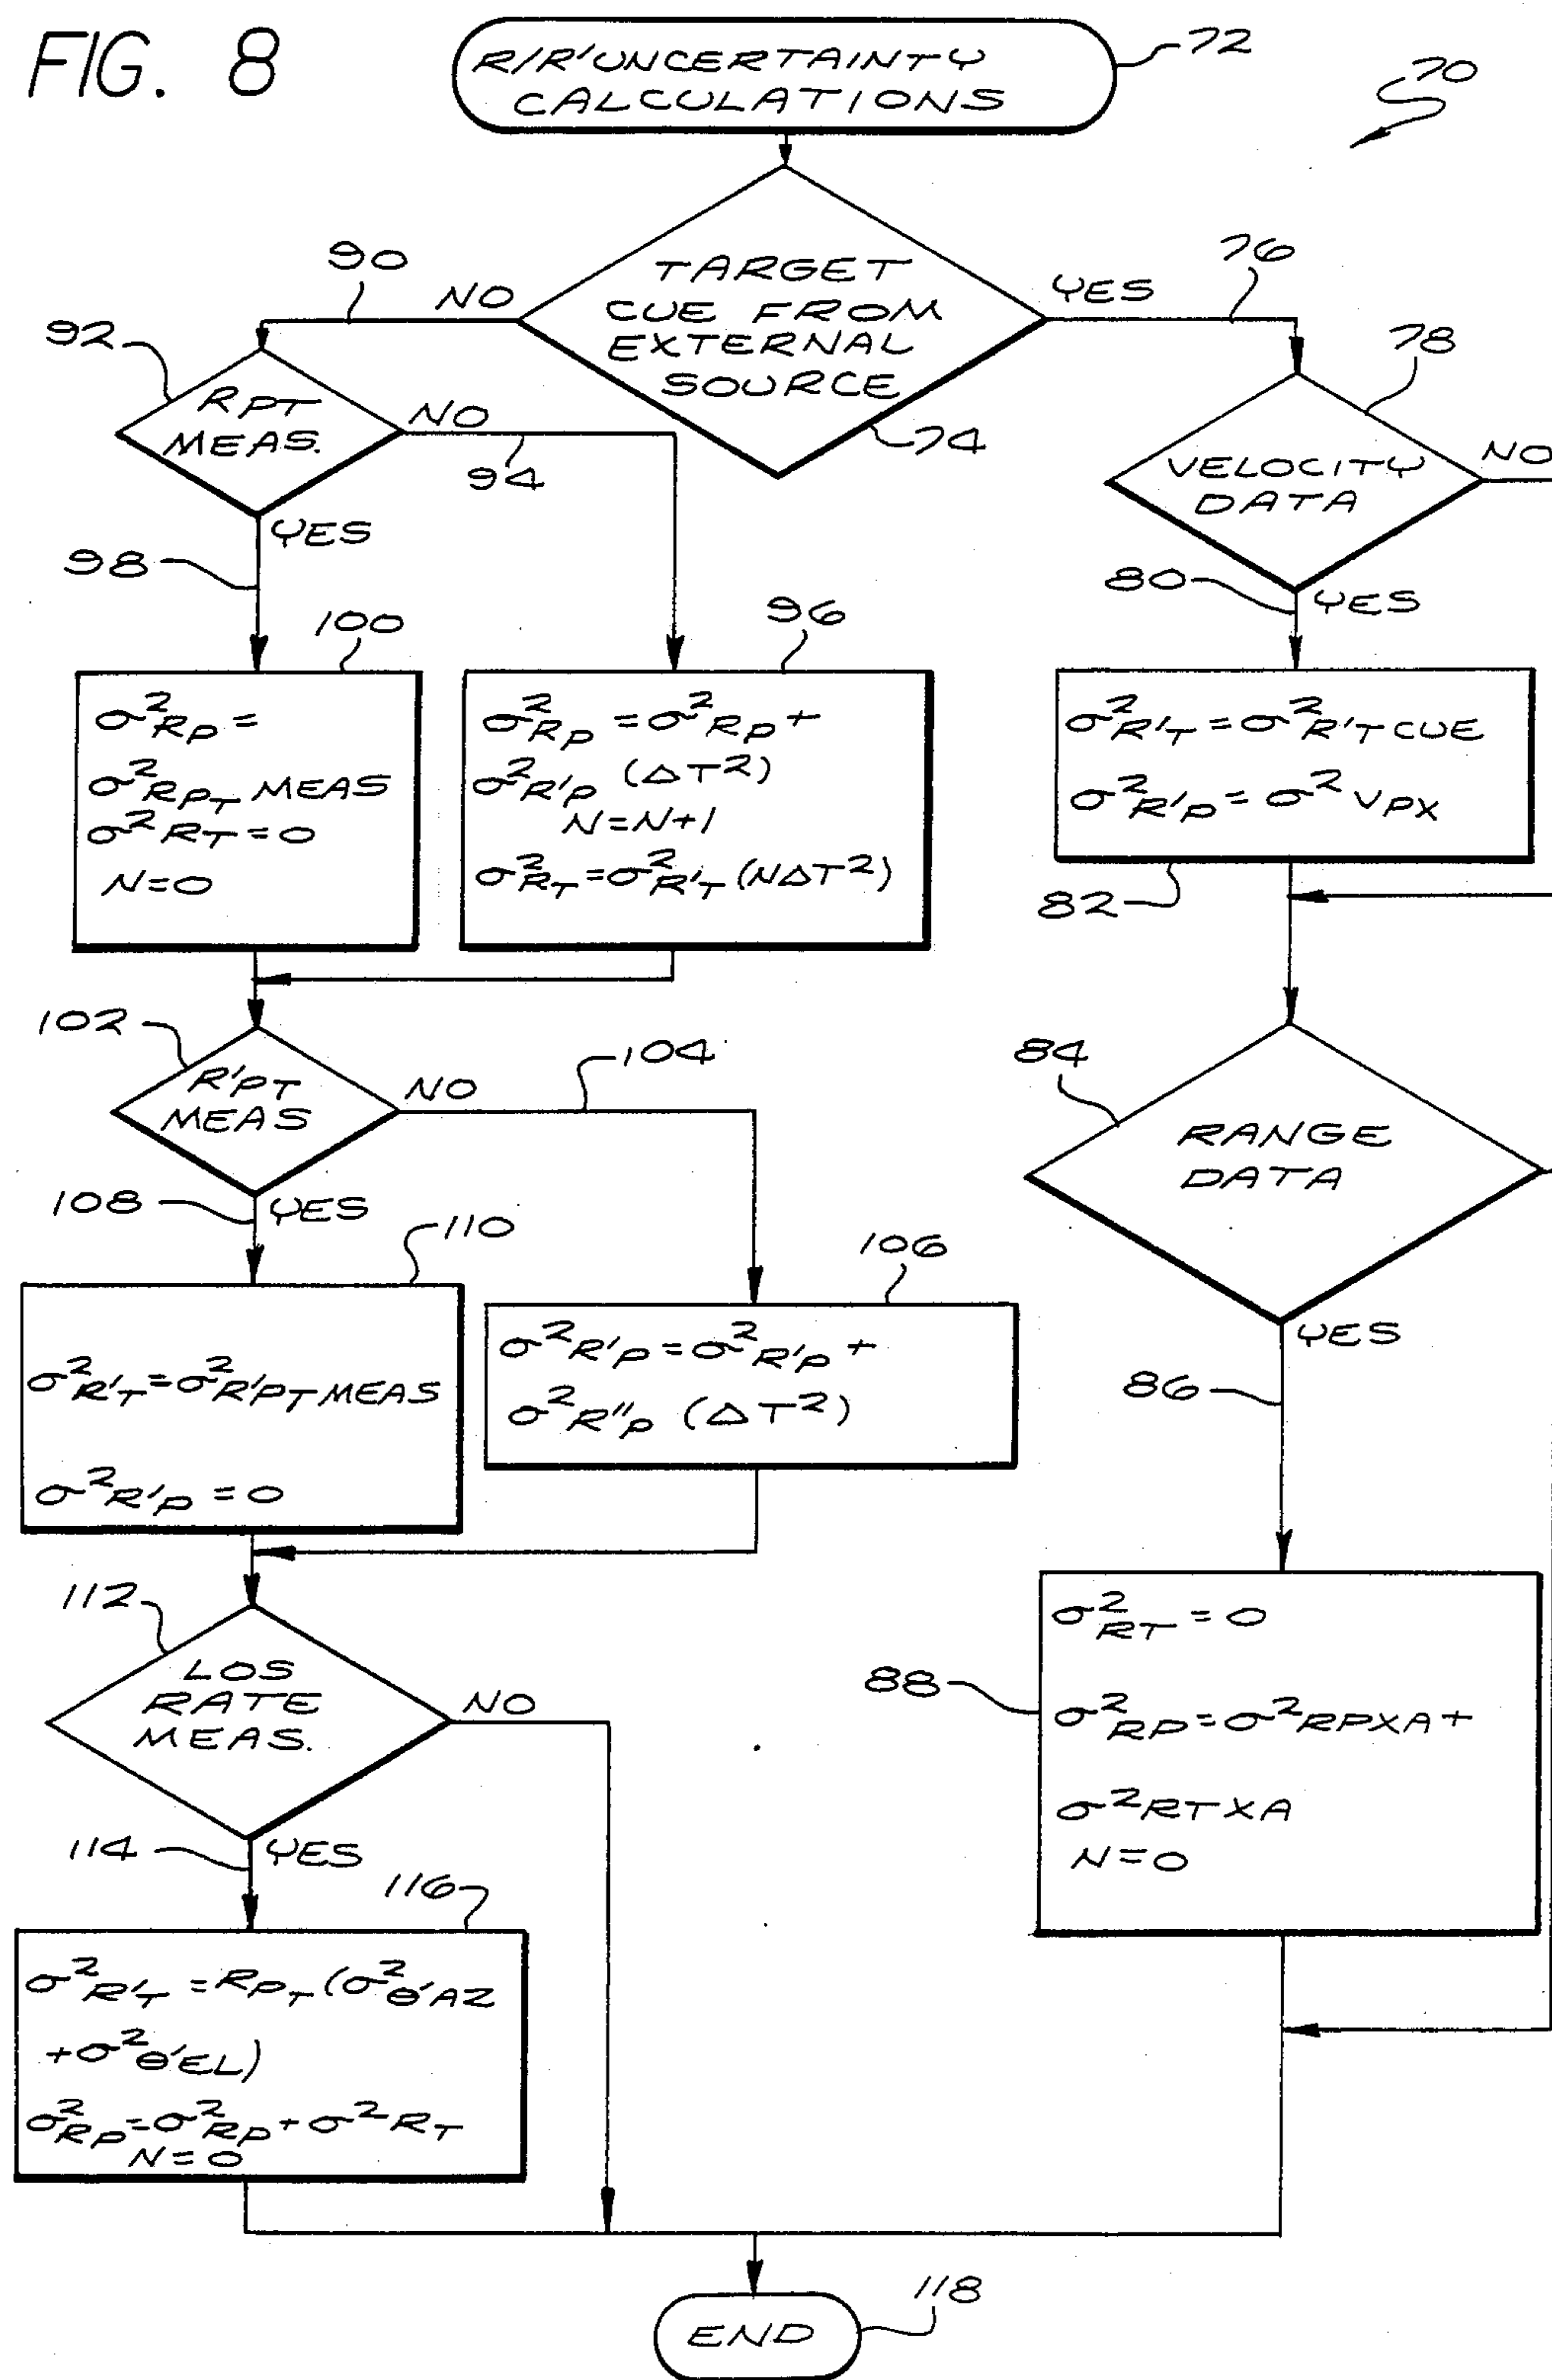 FIG. 8
R/R' UNCERTAINTY
CALCULATIONS
72
70
TARGET
CUE FROM
EXTERNAL
SOURCE
74
NO
90
YES
76
92
RPT
MEAS.
NO
94
YES
98
78
VELOCITY
DATA
NO
80
YES
100
σ²RP =
σ²RPT MEAS
σ²RT = 0
N=0
96
σ²RP = σ²RP +
σ²R'P (ΔT²)
N=N+1
σ²RT = σ²R'T (NΔT²)
σ²R'T = σ²R'T CUE
σ²R'P = σ² VPX
82
102
R'PT
MEAS
NO
104
108
YES
84
RANGE
DATA
YES
86
110
σ²R'T = σ²R'PT MEAS
σ²R'P = 0
106
σ²R'P = σ²R'P +
σ²R''P (ΔT²)
112
LOS
RATE
MEAS.
NO
114
YES
88
σ²RT = 0
σ²RP = σ²RPXA +
σ²RTXA
N=0
116
σ²R'T = RPT (σ²θ'AZ
+ σ²θ'EL)
σ²RP = σ²RP + σ²RT
N=0
END
118